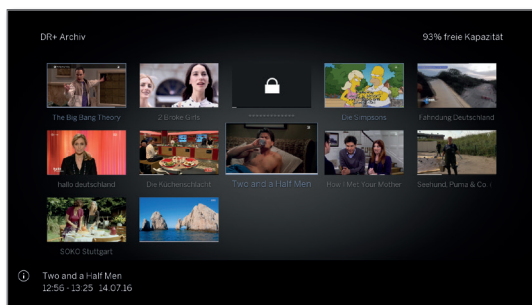 DR+ Archiv
93% freie Kapazität
The Big Bang Theory
2 Broke Girls
************
Die Simpsons
Fahndung Deutschland
hallo deutschland
Die Küchenschlacht
Two and a Half Men
How I Met Your Mother
Seehund, Puma & Co. i
SOKO Stuttgart
Two and a Half Men
12:56 - 13:25 14.07.16